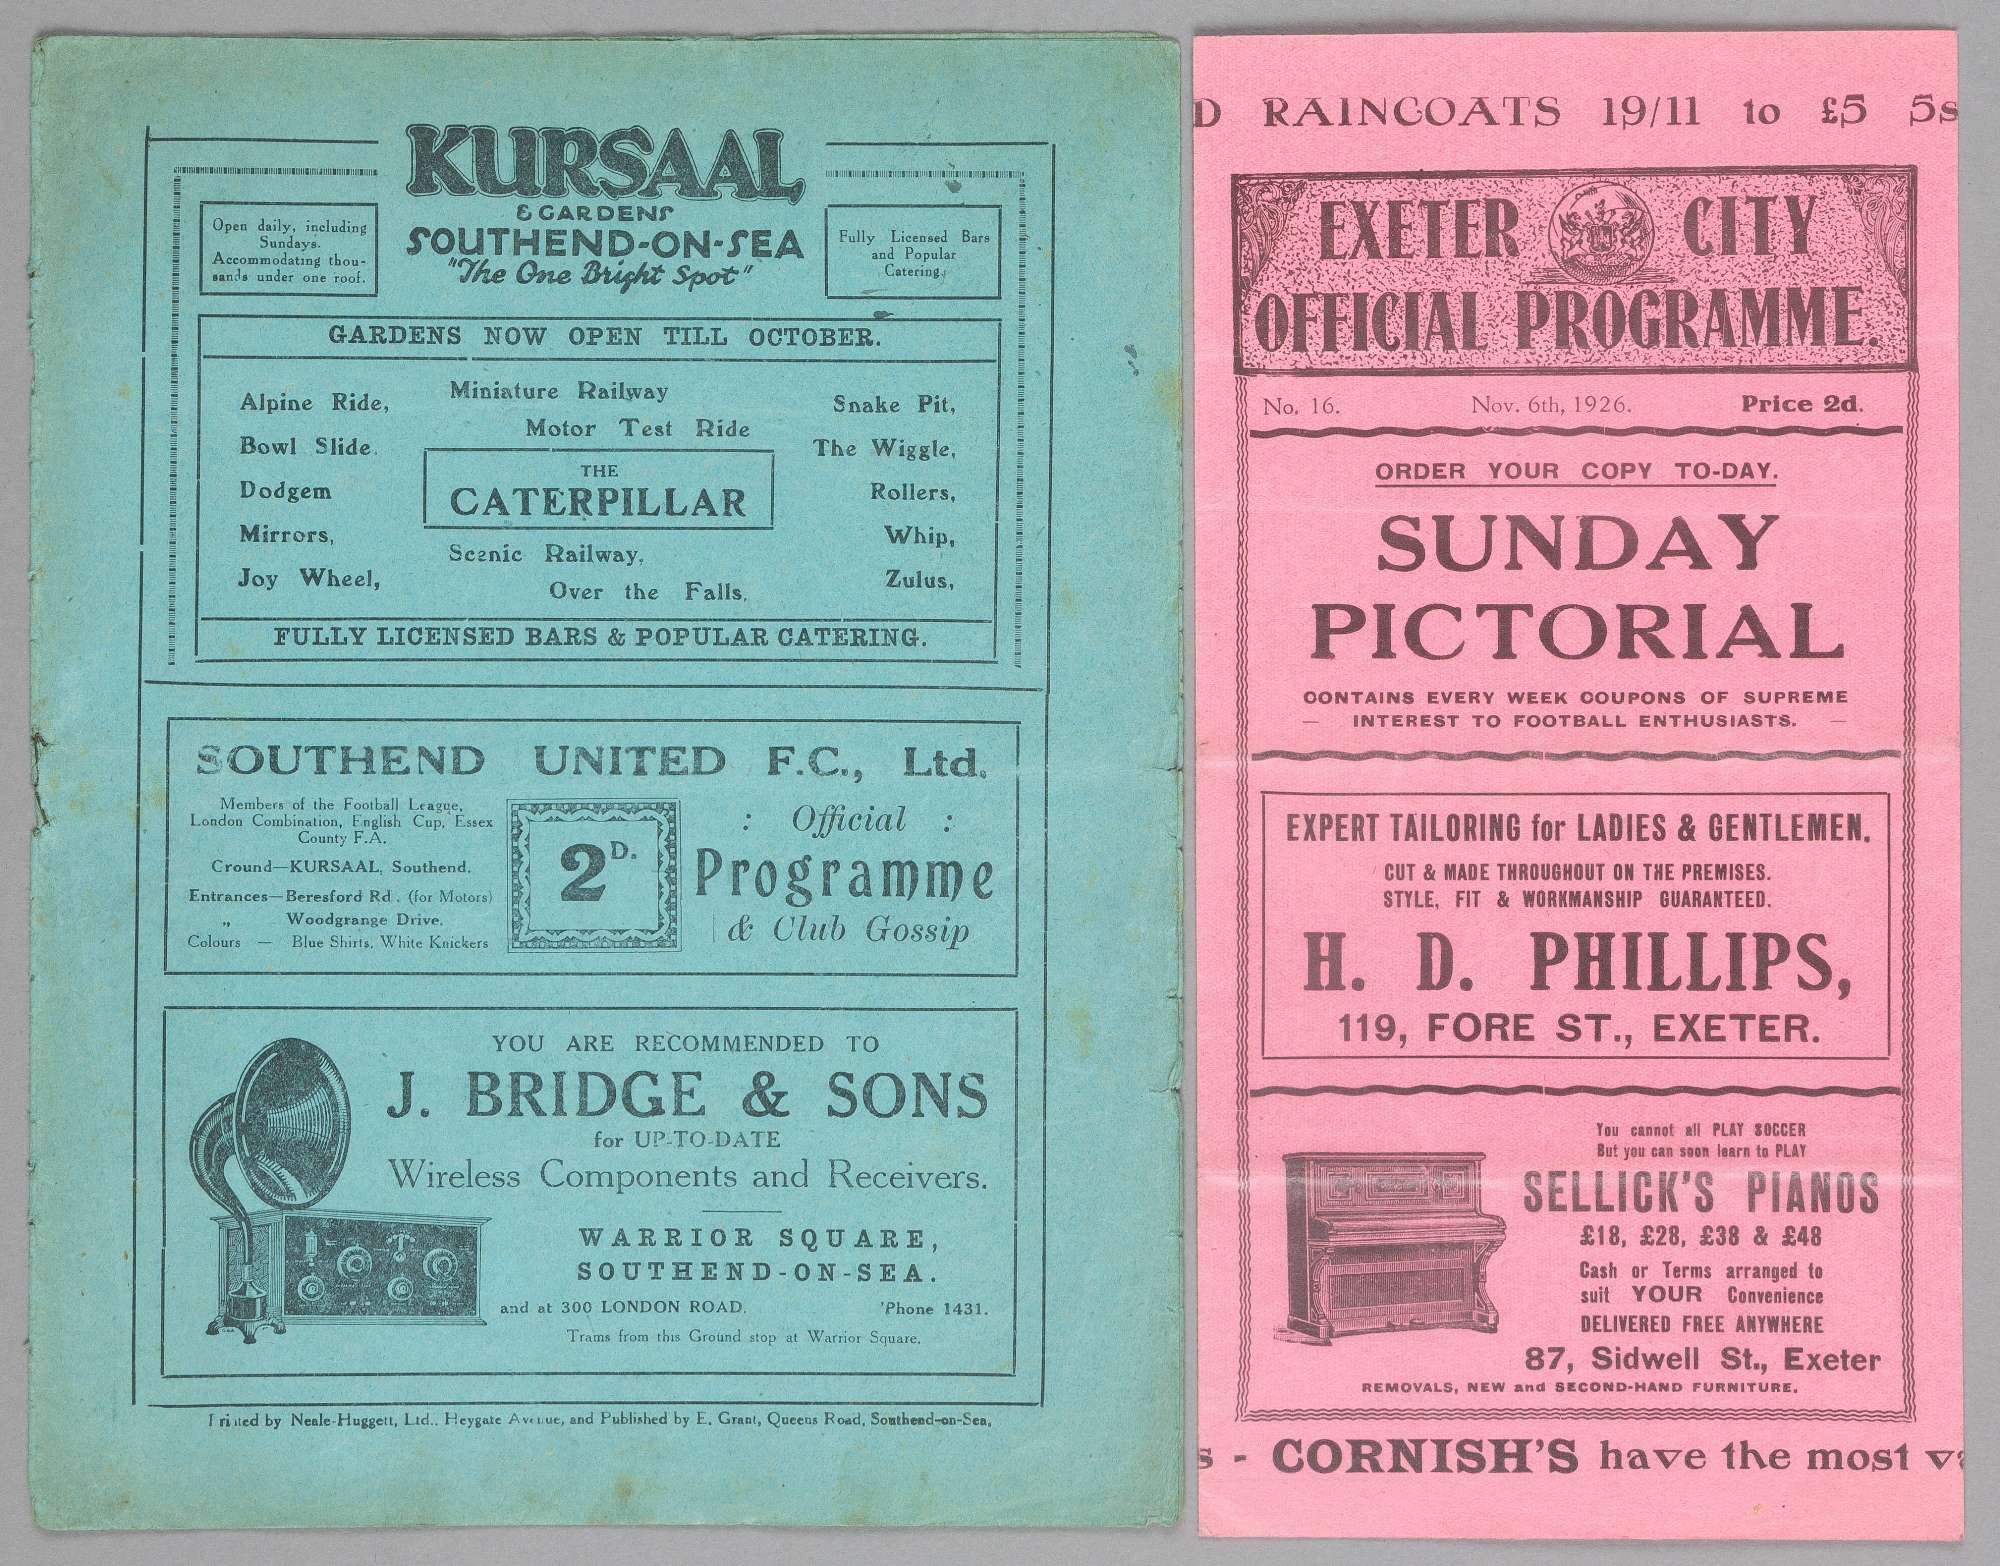 KURSAAL
& GARDENS
SOUTHEND-ON-SEA
"The One Bright Spot"
Open daily, including
Sundays.
Accommodating thou-
sands under one roof.
Fully Licensed Bars
and Popular
Catering.
GARDENS NOW OPEN TILL OCTOBER.
Alpine Ride,
Bowl Slide.
Dodgem
Mirrors,
Joy Wheel,
Miniature Railway
Motor Test Ride
THE
CATERPILLAR
Scenic Railway,
Over the Falls,
Snake Pit,
The Wiggle,
Rollers,
Whip,
Zulus,
FULLY LICENSED BARS & POPULAR CATERING.
SOUTHEND UNITED F.C., Ltd.
Members of the Football League,
London Combination, English Cup, Essex
County F.A.
Ground—KURSAAL, Southend.
Entrances—Beresford Rd. (for Motors)
„ Woodgrange Drive.
Colours — Blue Shirts, White Knickers
2D.
: Official :
Programme
& Club Gossip
YOU ARE RECOMMENDED TO
J. BRIDGE & SONS
for UP-TO-DATE
Wireless Components and Receivers.
WARRIOR SQUARE,
SOUTHEND-ON-SEA.
and at 300 LONDON ROAD. 'Phone 1431.
Trams from this Ground stop at Warrior Square.
Printed by Neale-Huggett, Ltd., Heygate Avenue, and Published by E. Grant, Queens Road, Southend-on-Sea.
D RAINCOATS 19/11 to £5 5s
EXETER CITY
OFFICIAL PROGRAMME.
No. 16. Nov. 6th, 1926. Price 2d.
ORDER YOUR COPY TO-DAY.
SUNDAY
PICTORIAL
CONTAINS EVERY WEEK COUPONS OF SUPREME
— INTEREST TO FOOTBALL ENTHUSIASTS. —
EXPERT TAILORING for LADIES & GENTLEMEN.
CUT & MADE THROUGHOUT ON THE PREMISES.
STYLE, FIT & WORKMANSHIP GUARANTEED.
H. D. PHILLIPS,
119, FORE ST., EXETER.
You cannot all PLAY SOCCER
But you can soon learn to PLAY
SELLICK'S PIANOS
£18, £28, £38 & £48
Cash or Terms arranged to
suit YOUR Convenience
DELIVERED FREE ANYWHERE
87, Sidwell St., Exeter
REMOVALS, NEW and SECOND-HAND FURNITURE.
s - CORNISH'S have the most va